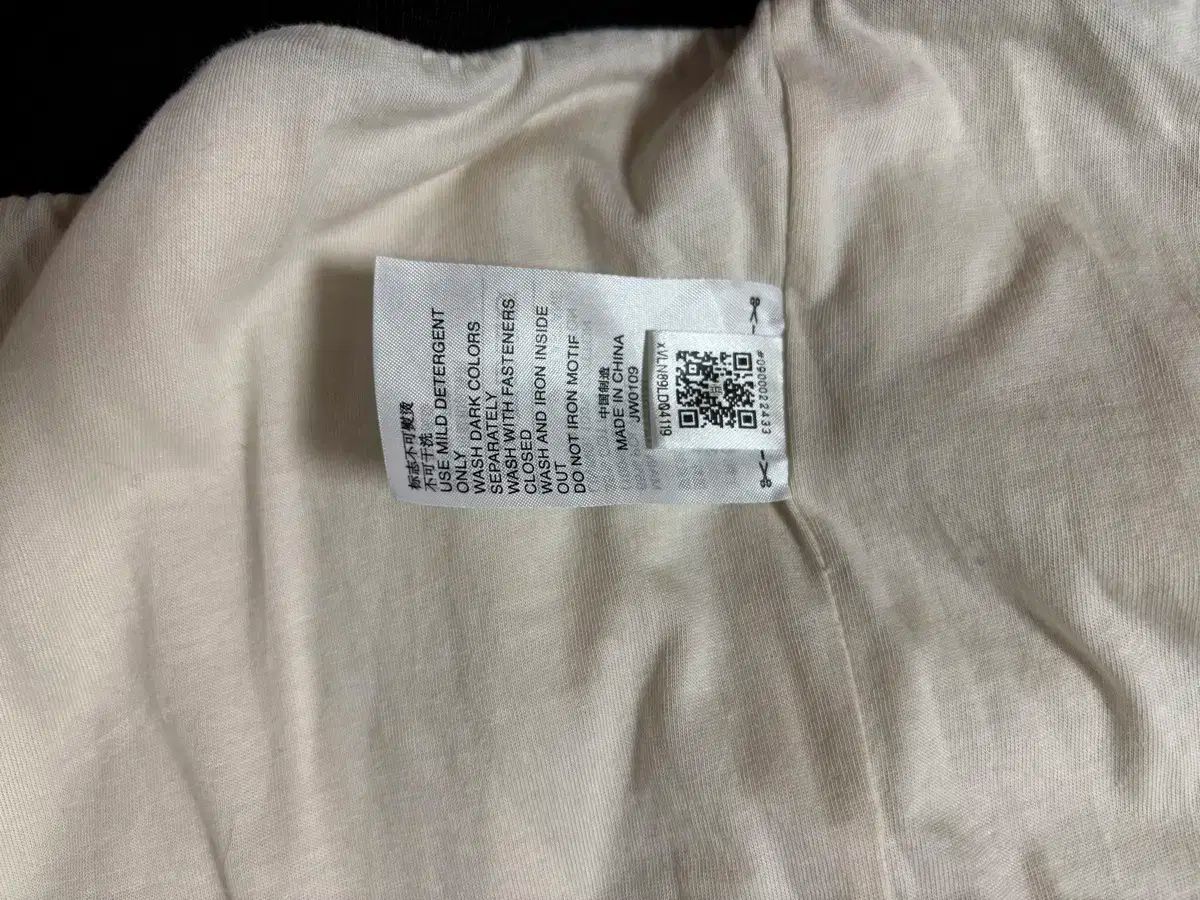 标志不可熨烫
不可干洗
USE MILD DETERGENT
ONLY
WASH DARK COLORS
SEPARATELY
WASH WITH FASTENERS
CLOSED
WASH AND IRON INSIDE
OUT
DO NOT IRON MOTIF
中国制造
MADE IN CHINA
JW0109
XVLN89LDQ4119
#09000222433